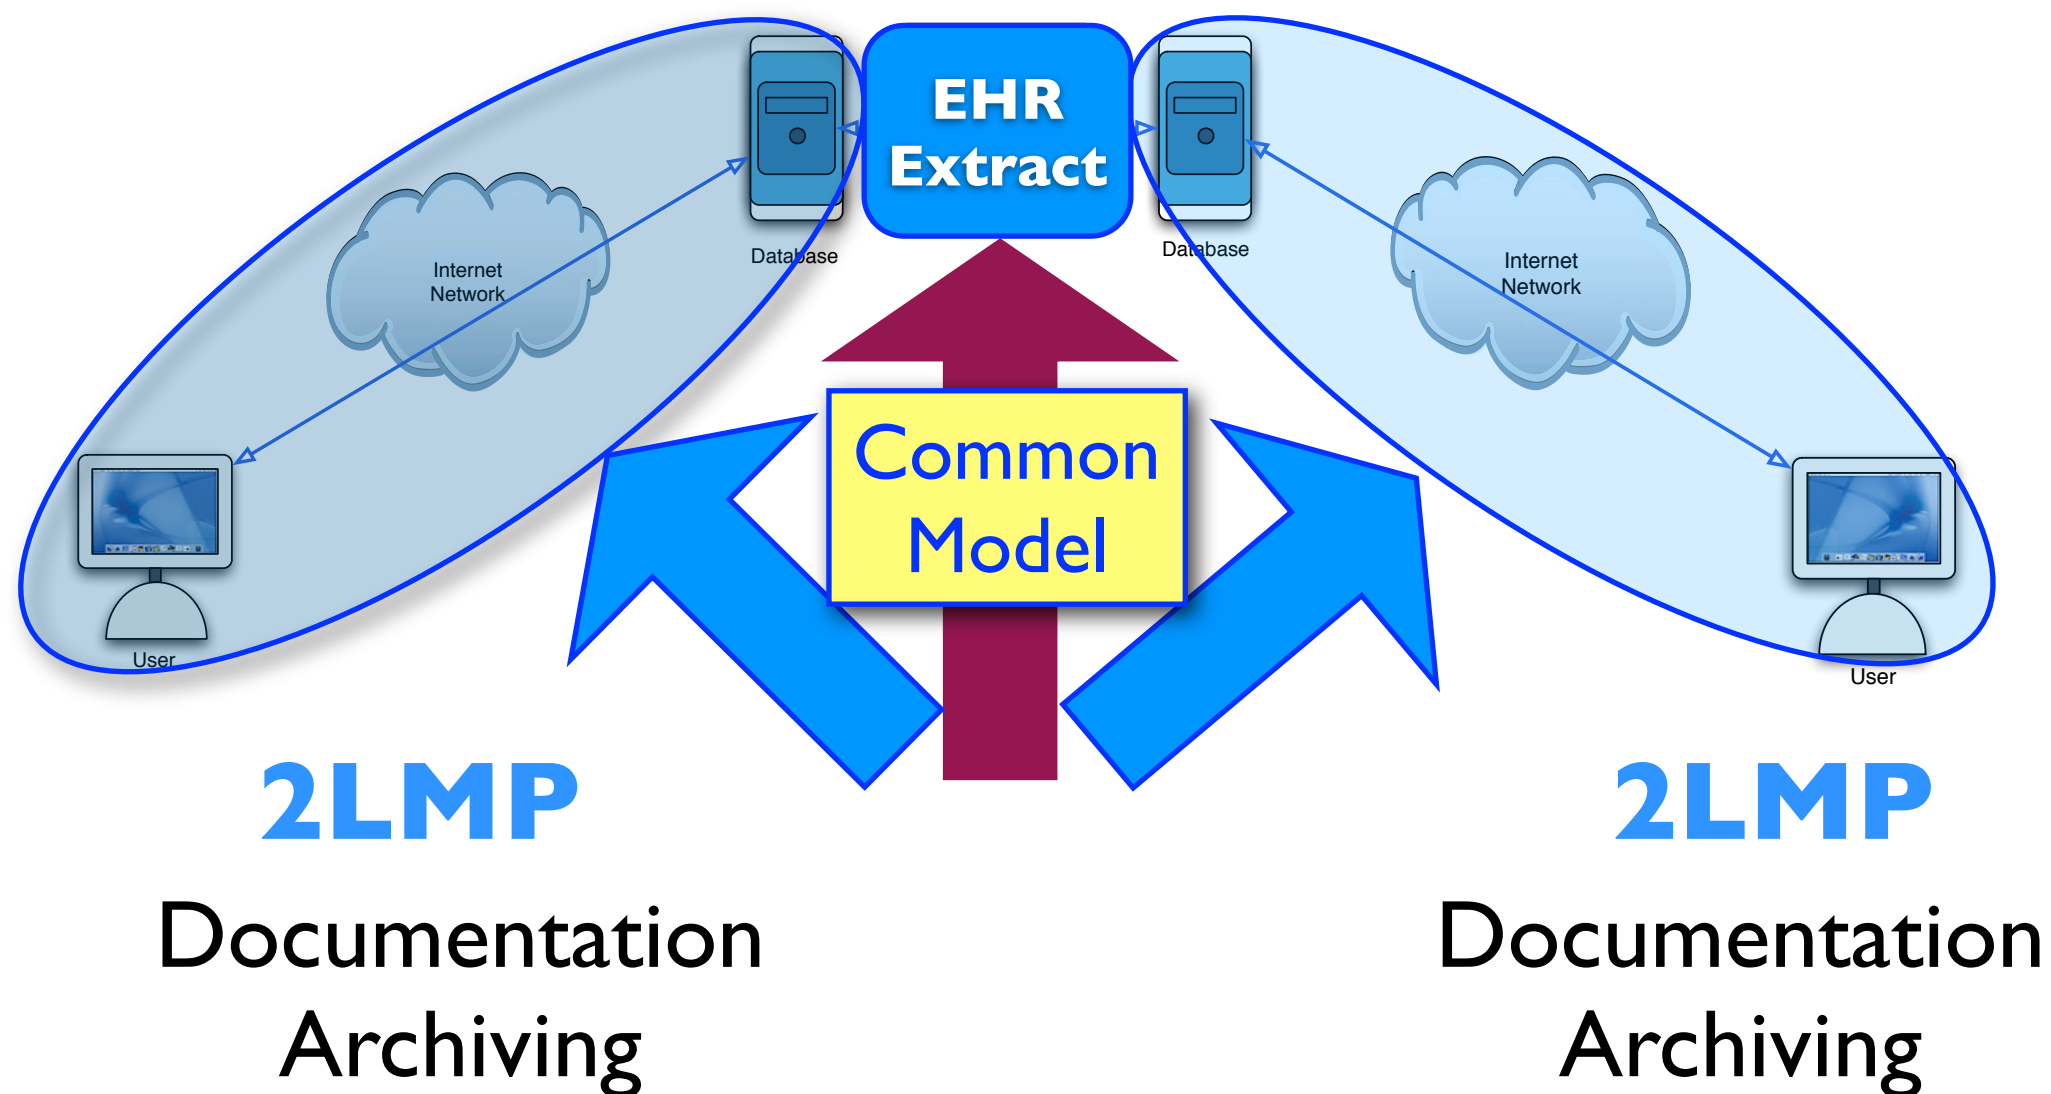 EHR
Extract
Database
Database
Internet
Network
Internet
Network
Common
Model
User
User
2LMP
2LMP
Documentation
Archiving
Documentation
Archiving